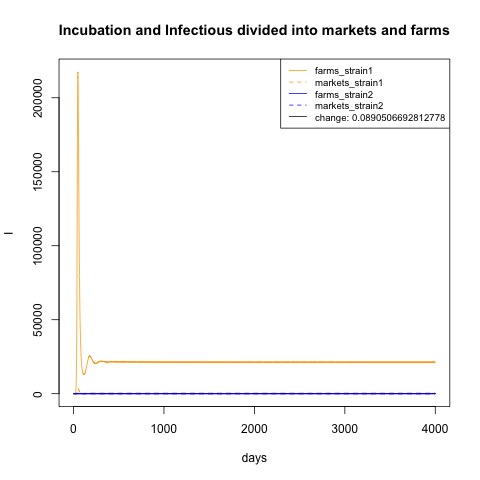 Incubation and Infectious divided into markets and farms
farms_strain1
markets_strain1
farms_strain2
markets_strain2
change: 0.0890506692812778
200000
150000
100000
50000
0
I
0 1000 2000 3000 4000
days